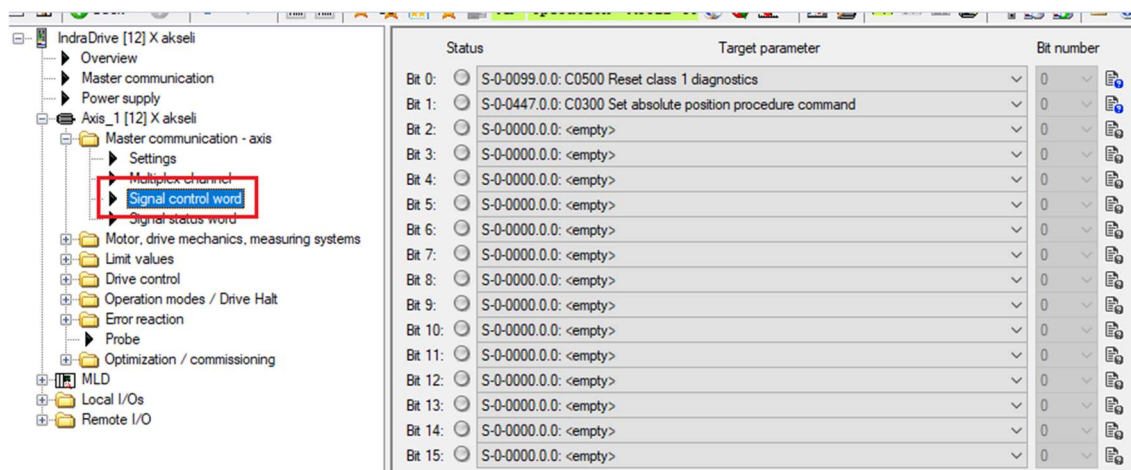 IndraDrive [12] X akseli
Overview
Master communication
Power supply
Axis_1 [12] X akseli
Master communication - axis
Settings
Multiplex channel
Signal control word
Signal status word
Motor, drive mechanics, measuring systems
Limit values
Drive control
Operation modes / Drive Halt
Error reaction
Probe
Optimization / commissioning
MLD
Local I/Os
Remote I/O
Status Target parameter Bit number
Bit 0: S-0-0099.0.0: C0500 Reset class 1 diagnostics 0
Bit 1: S-0-0447.0.0: C0300 Set absolute position procedure command 0
Bit 2: S-0-0000.0.0: <empty> 0
Bit 3: S-0-0000.0.0: <empty> 0
Bit 4: S-0-0000.0.0: <empty> 0
Bit 5: S-0-0000.0.0: <empty> 0
Bit 6: S-0-0000.0.0: <empty> 0
Bit 7: S-0-0000.0.0: <empty> 0
Bit 8: S-0-0000.0.0: <empty> 0
Bit 9: S-0-0000.0.0: <empty> 0
Bit 10: S-0-0000.0.0: <empty> 0
Bit 11: S-0-0000.0.0: <empty> 0
Bit 12: S-0-0000.0.0: <empty> 0
Bit 13: S-0-0000.0.0: <empty> 0
Bit 14: S-0-0000.0.0: <empty> 0
Bit 15: S-0-0000.0.0: <empty> 0